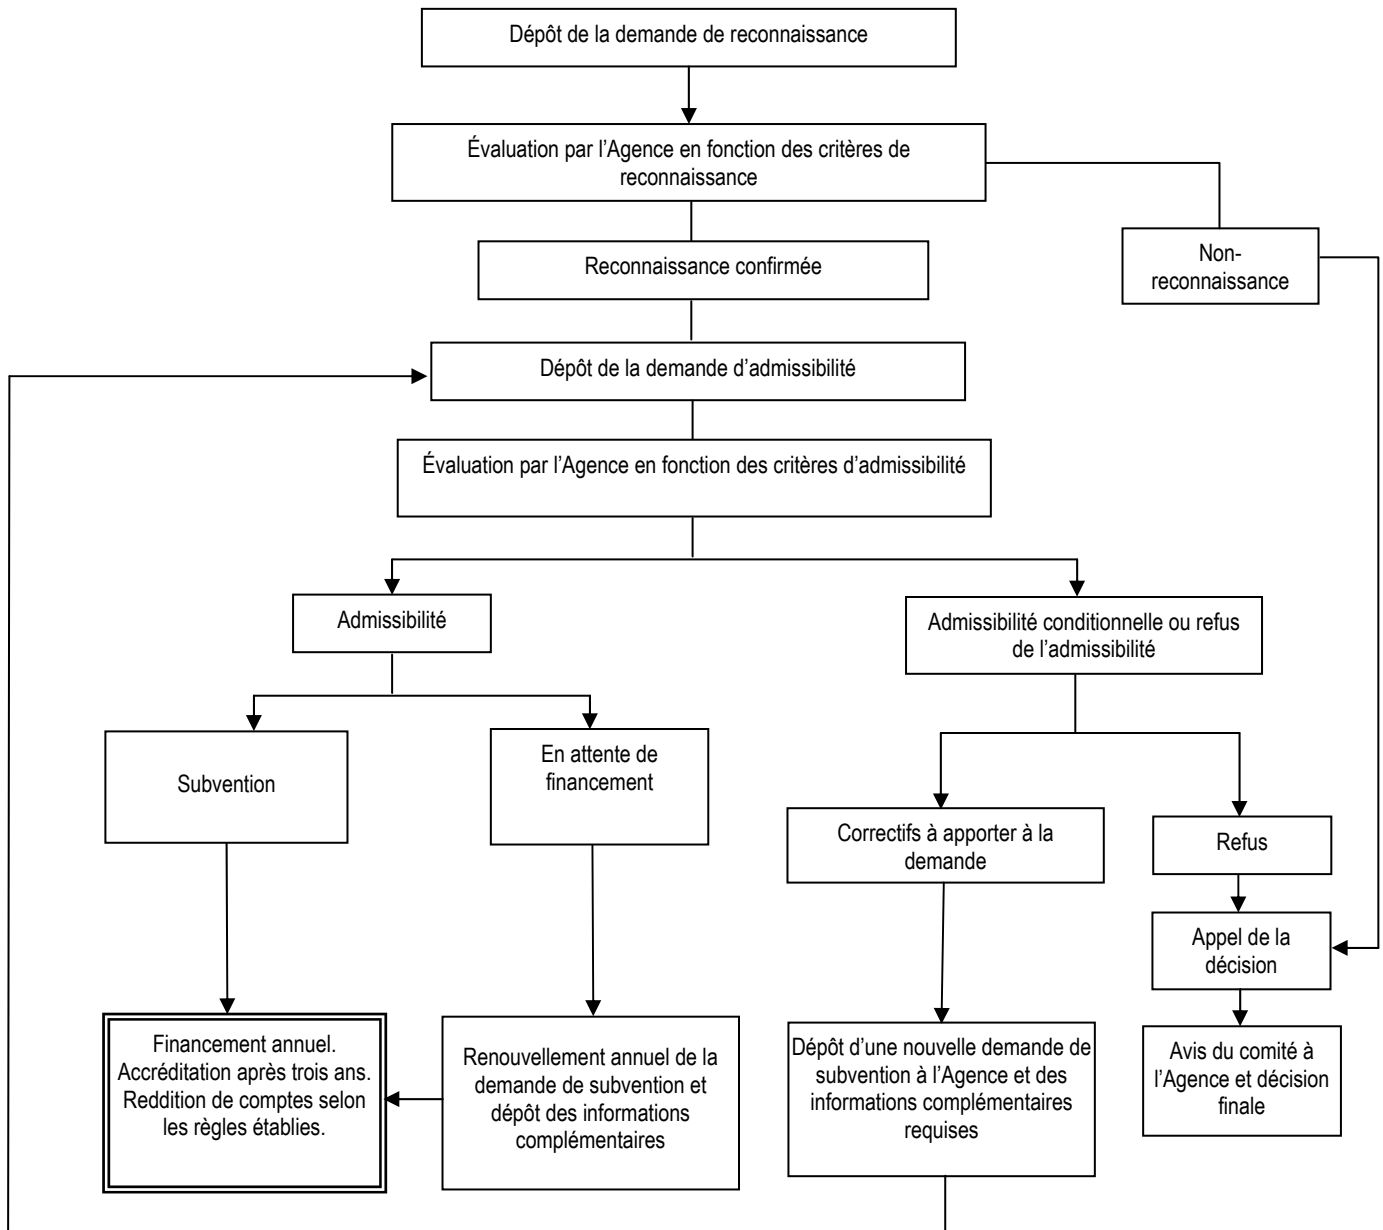 Dépôt de la demande de reconnaissance
Évaluation par l’Agence en fonction des critères de
reconnaissance
Non-
reconnaissance
Reconnaissance confirmée
Dépôt de la demande d’admissibilité
Évaluation par l’Agence en fonction des critères d’admissibilité
Admissibilité
Admissibilité conditionnelle ou refus
de l’admissibilité
Subvention
En attente de
financement
Correctifs à apporter à la
demande
Refus
Appel de la
décision
Financement annuel.
Accréditation après trois ans.
Reddition de comptes selon
les règles établies.
Renouvellement annuel de la
demande de subvention et
dépôt des informations
complémentaires
Dépôt d’une nouvelle demande de
subvention à l’Agence et des
informations complémentaires
requises
Avis du comité à
l’Agence et décision
finale